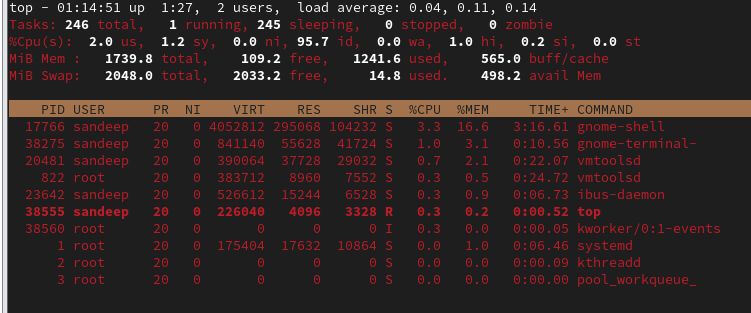 top - 01:14:51 up  1:27,  2 users,  load average: 0.04, 0.11, 0.14
Tasks: 246 total,   1 running, 245 sleeping,   0 stopped,   0 zombie
%Cpu(s):  2.0 us,  1.2 sy,  0.0 ni, 95.7 id,  0.0 wa,  1.0 hi,  0.2 si,  0.0 st
MiB Mem :   1739.8 total,    109.2 free,   1241.6 used,    565.0 buff/cache
MiB Swap:   2048.0 total,   2033.2 free,     14.8 used.    498.2 avail Mem
PID USER      PR  NI    VIRT    RES    SHR S  %CPU  %MEM     TIME+ COMMAND
17766 sandeep   20   0 4052812 295068 104232 S   3.3  16.6   3:16.61 gnome-shell
38275 sandeep   20   0  841140  55628  41724 S   1.0   3.1   0:10.56 gnome-terminal-
20481 sandeep   20   0  390064  37728  29032 S   0.7   2.1   0:22.07 vmtoolsd
822 root      20   0  383712   8960   7552 S   0.3   0.5   0:24.72 vmtoolsd
23642 sandeep   20   0  526612  15244   6528 S   0.3   0.9   0:06.73 ibus-daemon
38555 sandeep   20   0  226040   4096   3328 R   0.3   0.2   0:00.52 top
38560 root      20   0       0      0      0 I   0.3   0.0   0:00.05 kworker/0:1-events
1 root      20   0  175404  17632  10864 S   0.0   1.0   0:06.46 systemd
2 root      20   0       0      0      0 S   0.0   0.0   0:00.09 kthreadd
3 root      20   0       0      0      0 S   0.0   0.0   0:00.00 pool_workqueue_